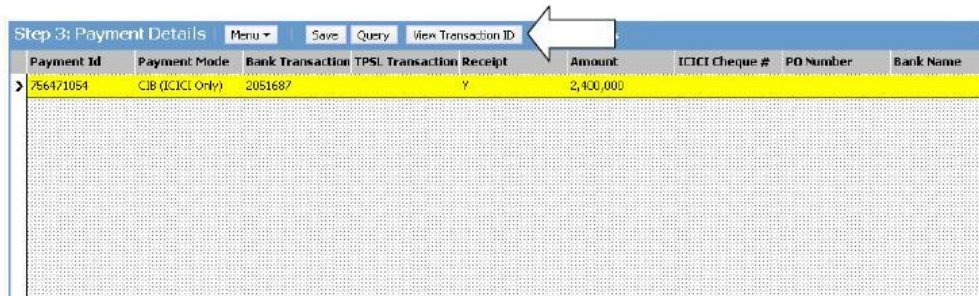 Step 3: Payment Details Menu Save Query View Transaction ID
Payment Id Payment Mode Bank Transaction TPSL Transaction Receipt Amount ICICI Cheque # PO Number Bank Name
756471054 CIB (ICICI Only) 2051687 Y 2,400,000